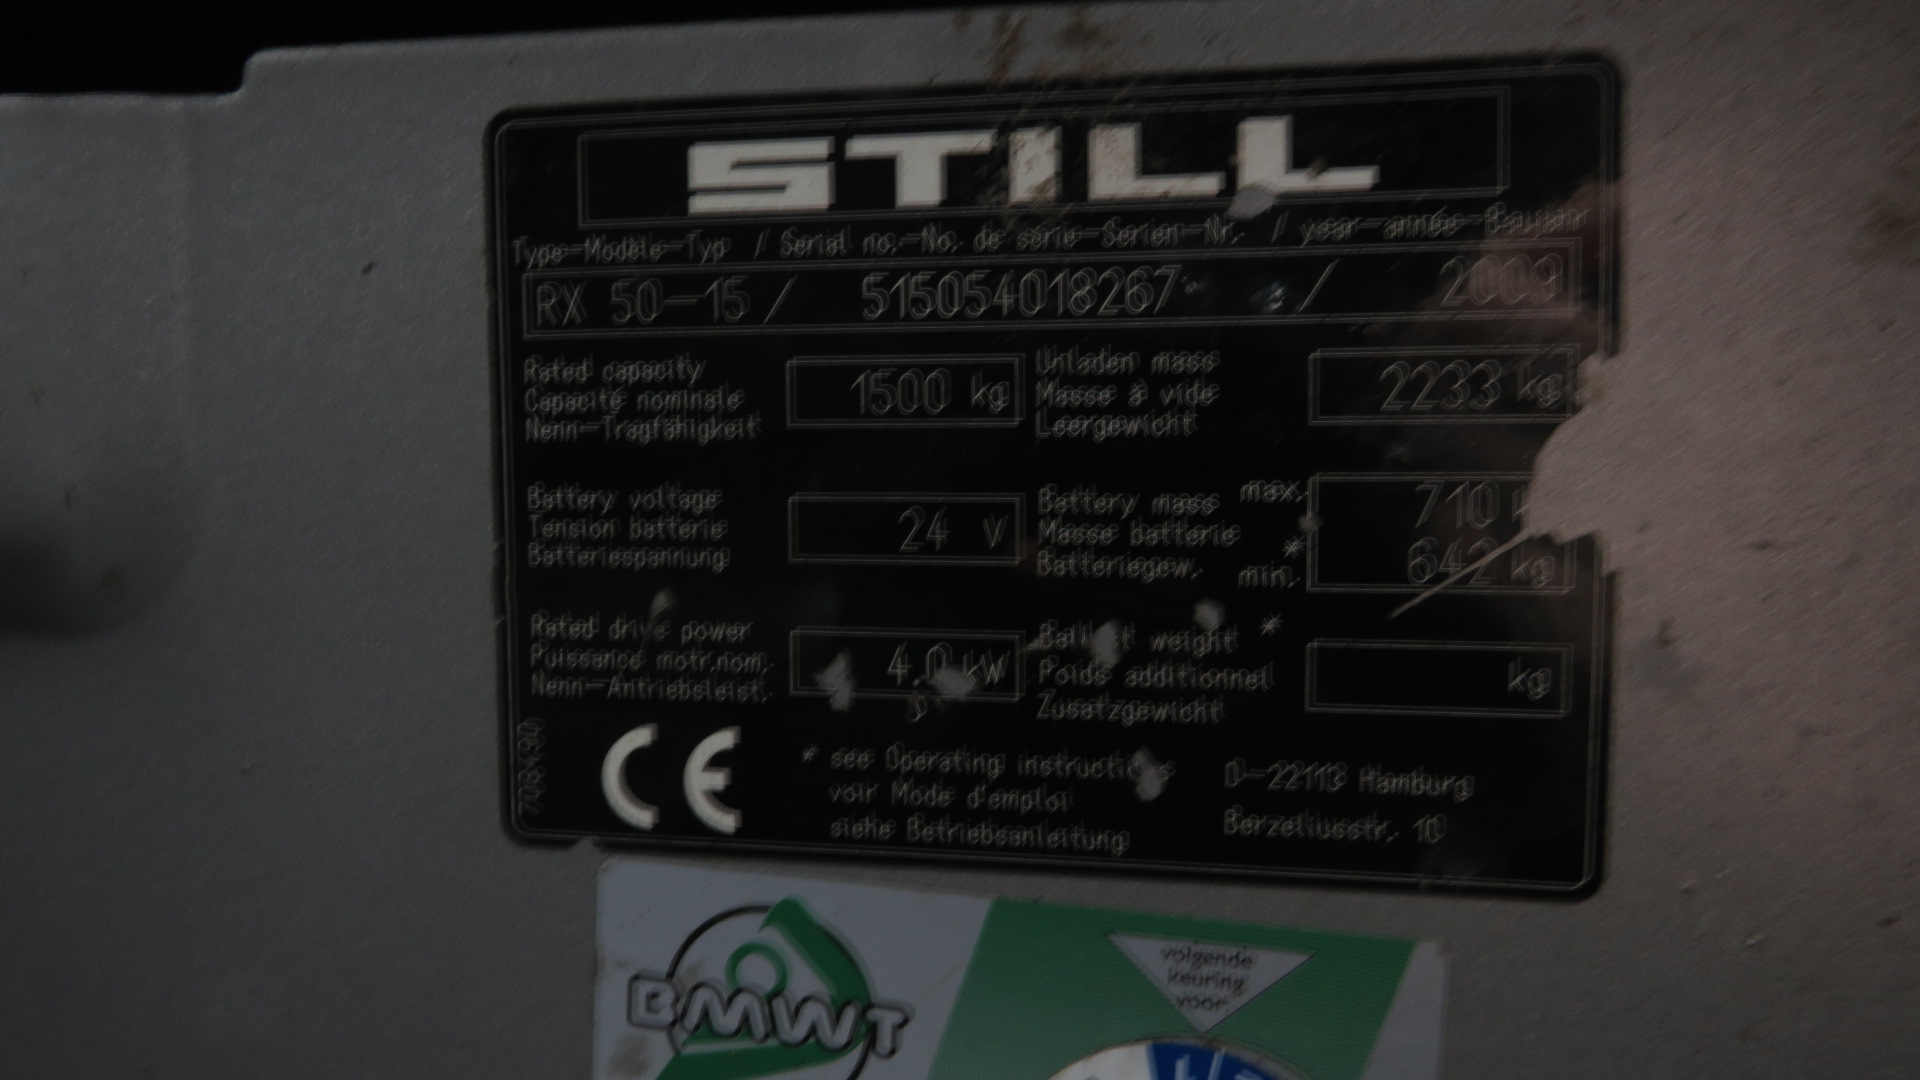 STILL
Type-Modèle-Typ / Serial no.-No. de série-Serien-Nr. / year-année-Baujahr
RX 50-15 / 515054018267 / 2009
Rated capacity
Capacité nominale
Nenn-Tragfähigkeit
1500 kg
Unladen mass
Masse à vide
Leergewicht
2233 kg
Battery voltage
Tension batterie
Batteriespannung
24 V
Battery mass max.
Masse batterie *
Batteriegew. min.
710
642 kg
Rated drive power
Puissance motr.nom.
Nenn-Antriebsleist.
4.0 kW
Ballast weight *
Poids additionnel
Zusatzgewicht
kg
7084390
CE
* see Operating instructions
voir Mode d'emploi
siehe Betriebsanleitung
D-22113 Hamburg
Berzeliusstr. 10
BMWT
volgende
keuring
voor